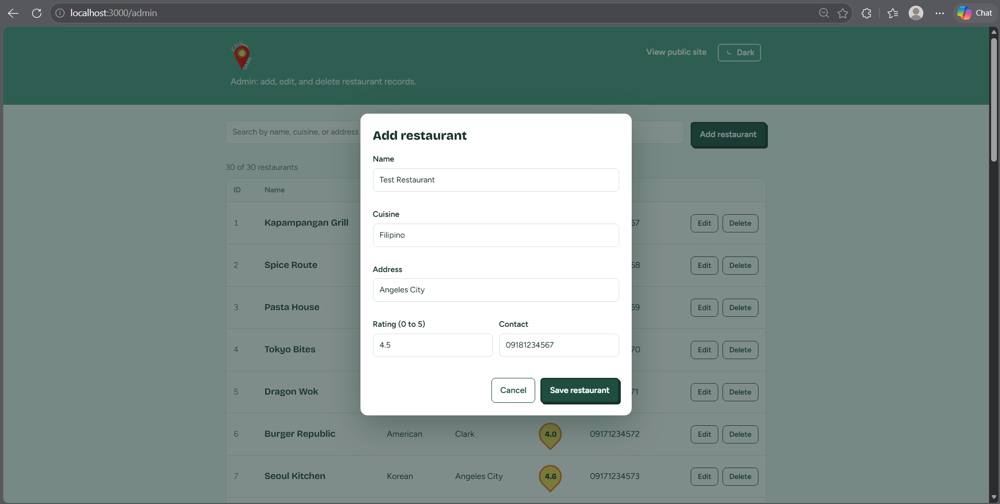 localhost:3000/admin
Chat
View public site
Dark
Admin: add, edit, and delete restaurant records.
Search by name, cuisine, or address
Add restaurant
30 of 30 restaurants
ID Name
1 Kapampangan Grill 67 Edit Delete
2 Spice Route 68 Edit Delete
3 Pasta House 69 Edit Delete
4 Tokyo Bites 70 Edit Delete
5 Dragon Wok 71 Edit Delete
6 Burger Republic American Clark 4.0 09171234572 Edit Delete
7 Seoul Kitchen Korean Angeles City 4.6 09171234573 Edit Delete
Add restaurant
Name
Test Restaurant
Cuisine
Filipino
Address
Angeles City
Rating (0 to 5) Contact
4.5 09181234567
Cancel Save restaurant